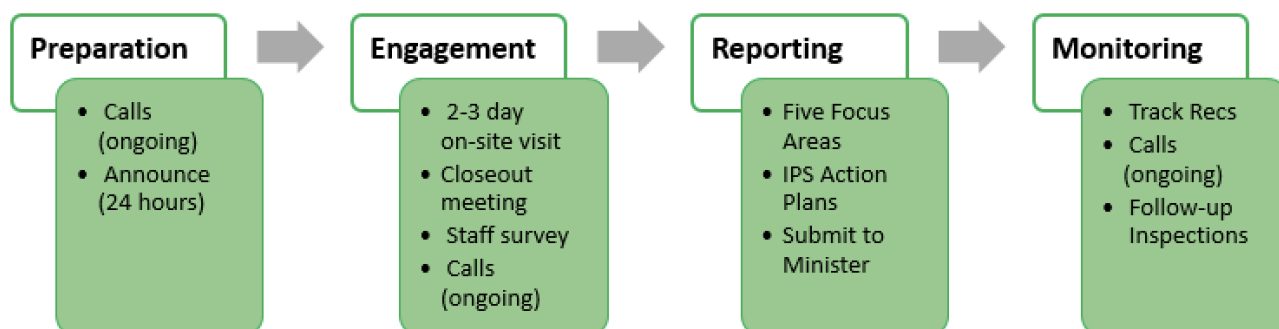 Preparation
• Calls
(ongoing)
• Announce
(24 hours)
Engagement
• 2-3 day
on-site visit
• Closeout
meeting
• Staff survey
• Calls
(ongoing)
Reporting
• Five Focus
Areas
• IPS Action
Plans
• Submit to
Minister
Monitoring
• Track Recs
• Calls
(ongoing)
• Follow-up
Inspections